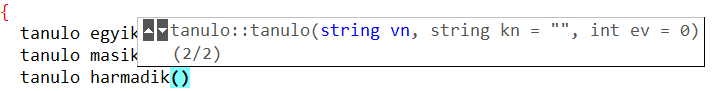 {
tanulo egyik
tanulo::tanulo(string vn, string kn = "", int ev = 0)
tanulo masik
(2/2)
tanulo harmadik()